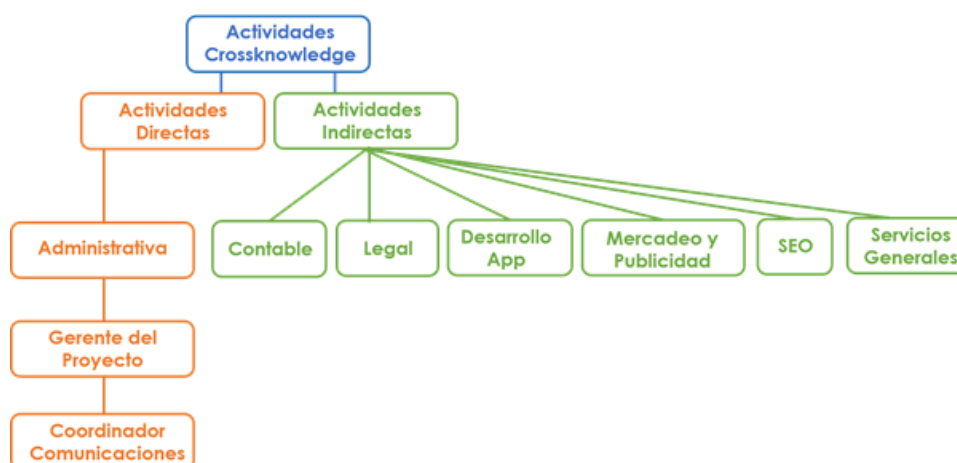 Actividades
Crossknowledge
Actividades
Directas
Actividades
Indirectas
Administrativa
Contable
Legal
Desarrollo
App
Mercadeo y
Publicidad
SEO
Servicios
Generales
Gerente del
Proyecto
Coordinador
Comunicaciones